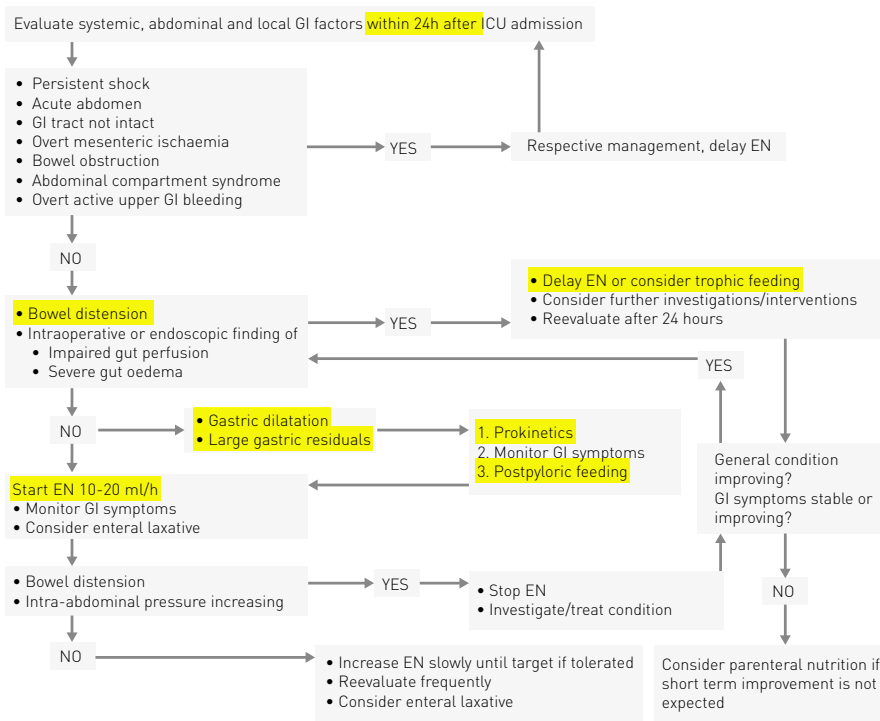 Evaluate systemic, abdominal and local GI factors within 24h after ICU admission
• Persistent shock
• Acute abdomen
• GI tract not intact
• Overt mesenteric ischaemia
• Bowel obstruction
• Abdominal compartment syndrome
• Overt active upper GI bleeding
YES
Respective management, delay EN
NO
• Bowel distension
• Intraoperative or endoscopic finding of
• Impaired gut perfusion
• Severe gut oedema
YES
• Delay EN or consider trophic feeding
• Consider further investigations/interventions
• Reevaluate after 24 hours
YES
NO
• Gastric dilatation
• Large gastric residuals
1. Prokinetics
2. Monitor GI symptoms
3. Postpyloric feeding
General condition
improving?
GI symptoms stable or
improving?
Start EN 10-20 ml/h
• Monitor GI symptoms
• Consider enteral laxative
• Bowel distension
• Intra-abdominal pressure increasing
YES
• Stop EN
• Investigate/treat condition
NO
NO
• Increase EN slowly until target if tolerated
• Reevaluate frequently
• Consider enteral laxative
Consider parenteral nutrition if
short term improvement is not
expected